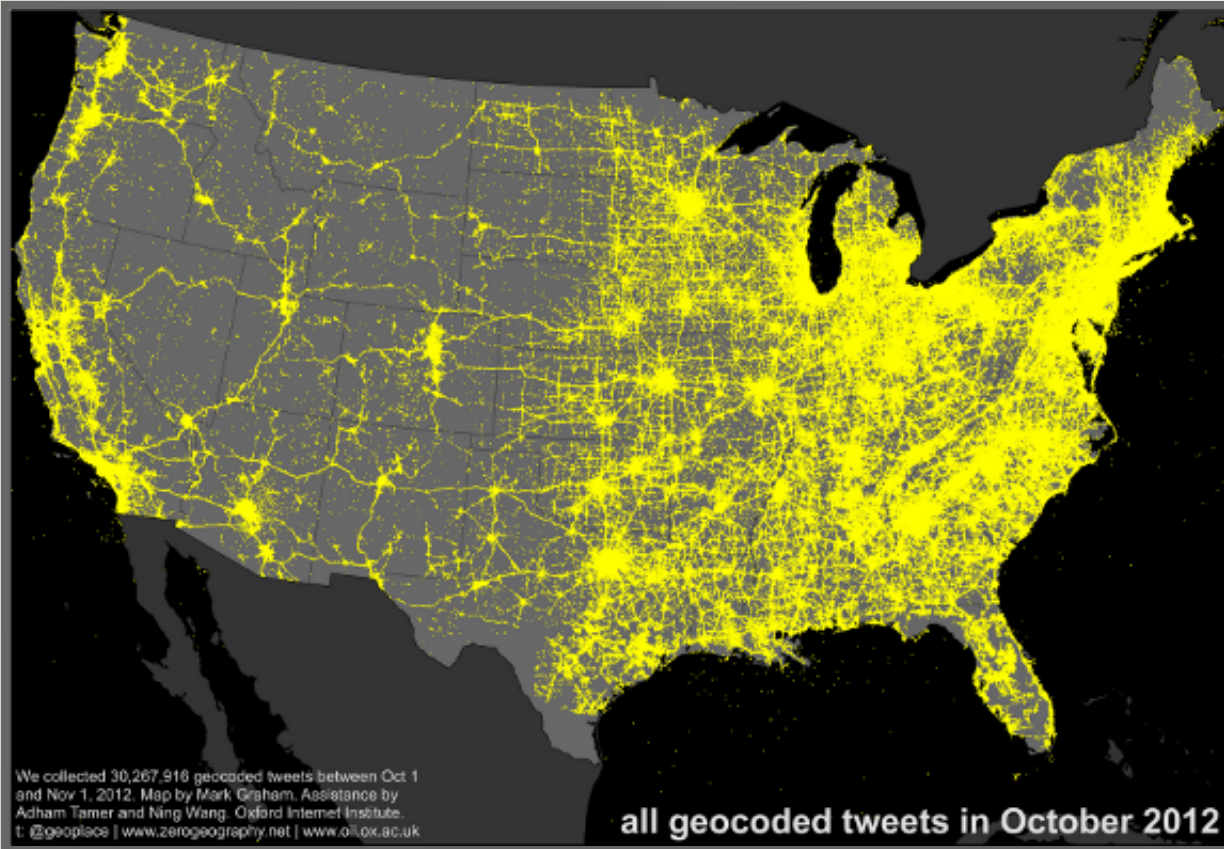 We collected 30,267,916 geocoded tweets between Oct 1
and Nov 1, 2012. Map by Mark Graham. Assistance by
Adham Tamer and Ning Wang. Oxford Internet Institute.
t: @geoplace | www.zerogeography.net | www.oii.ox.ac.uk
all geocoded tweets in October 2012